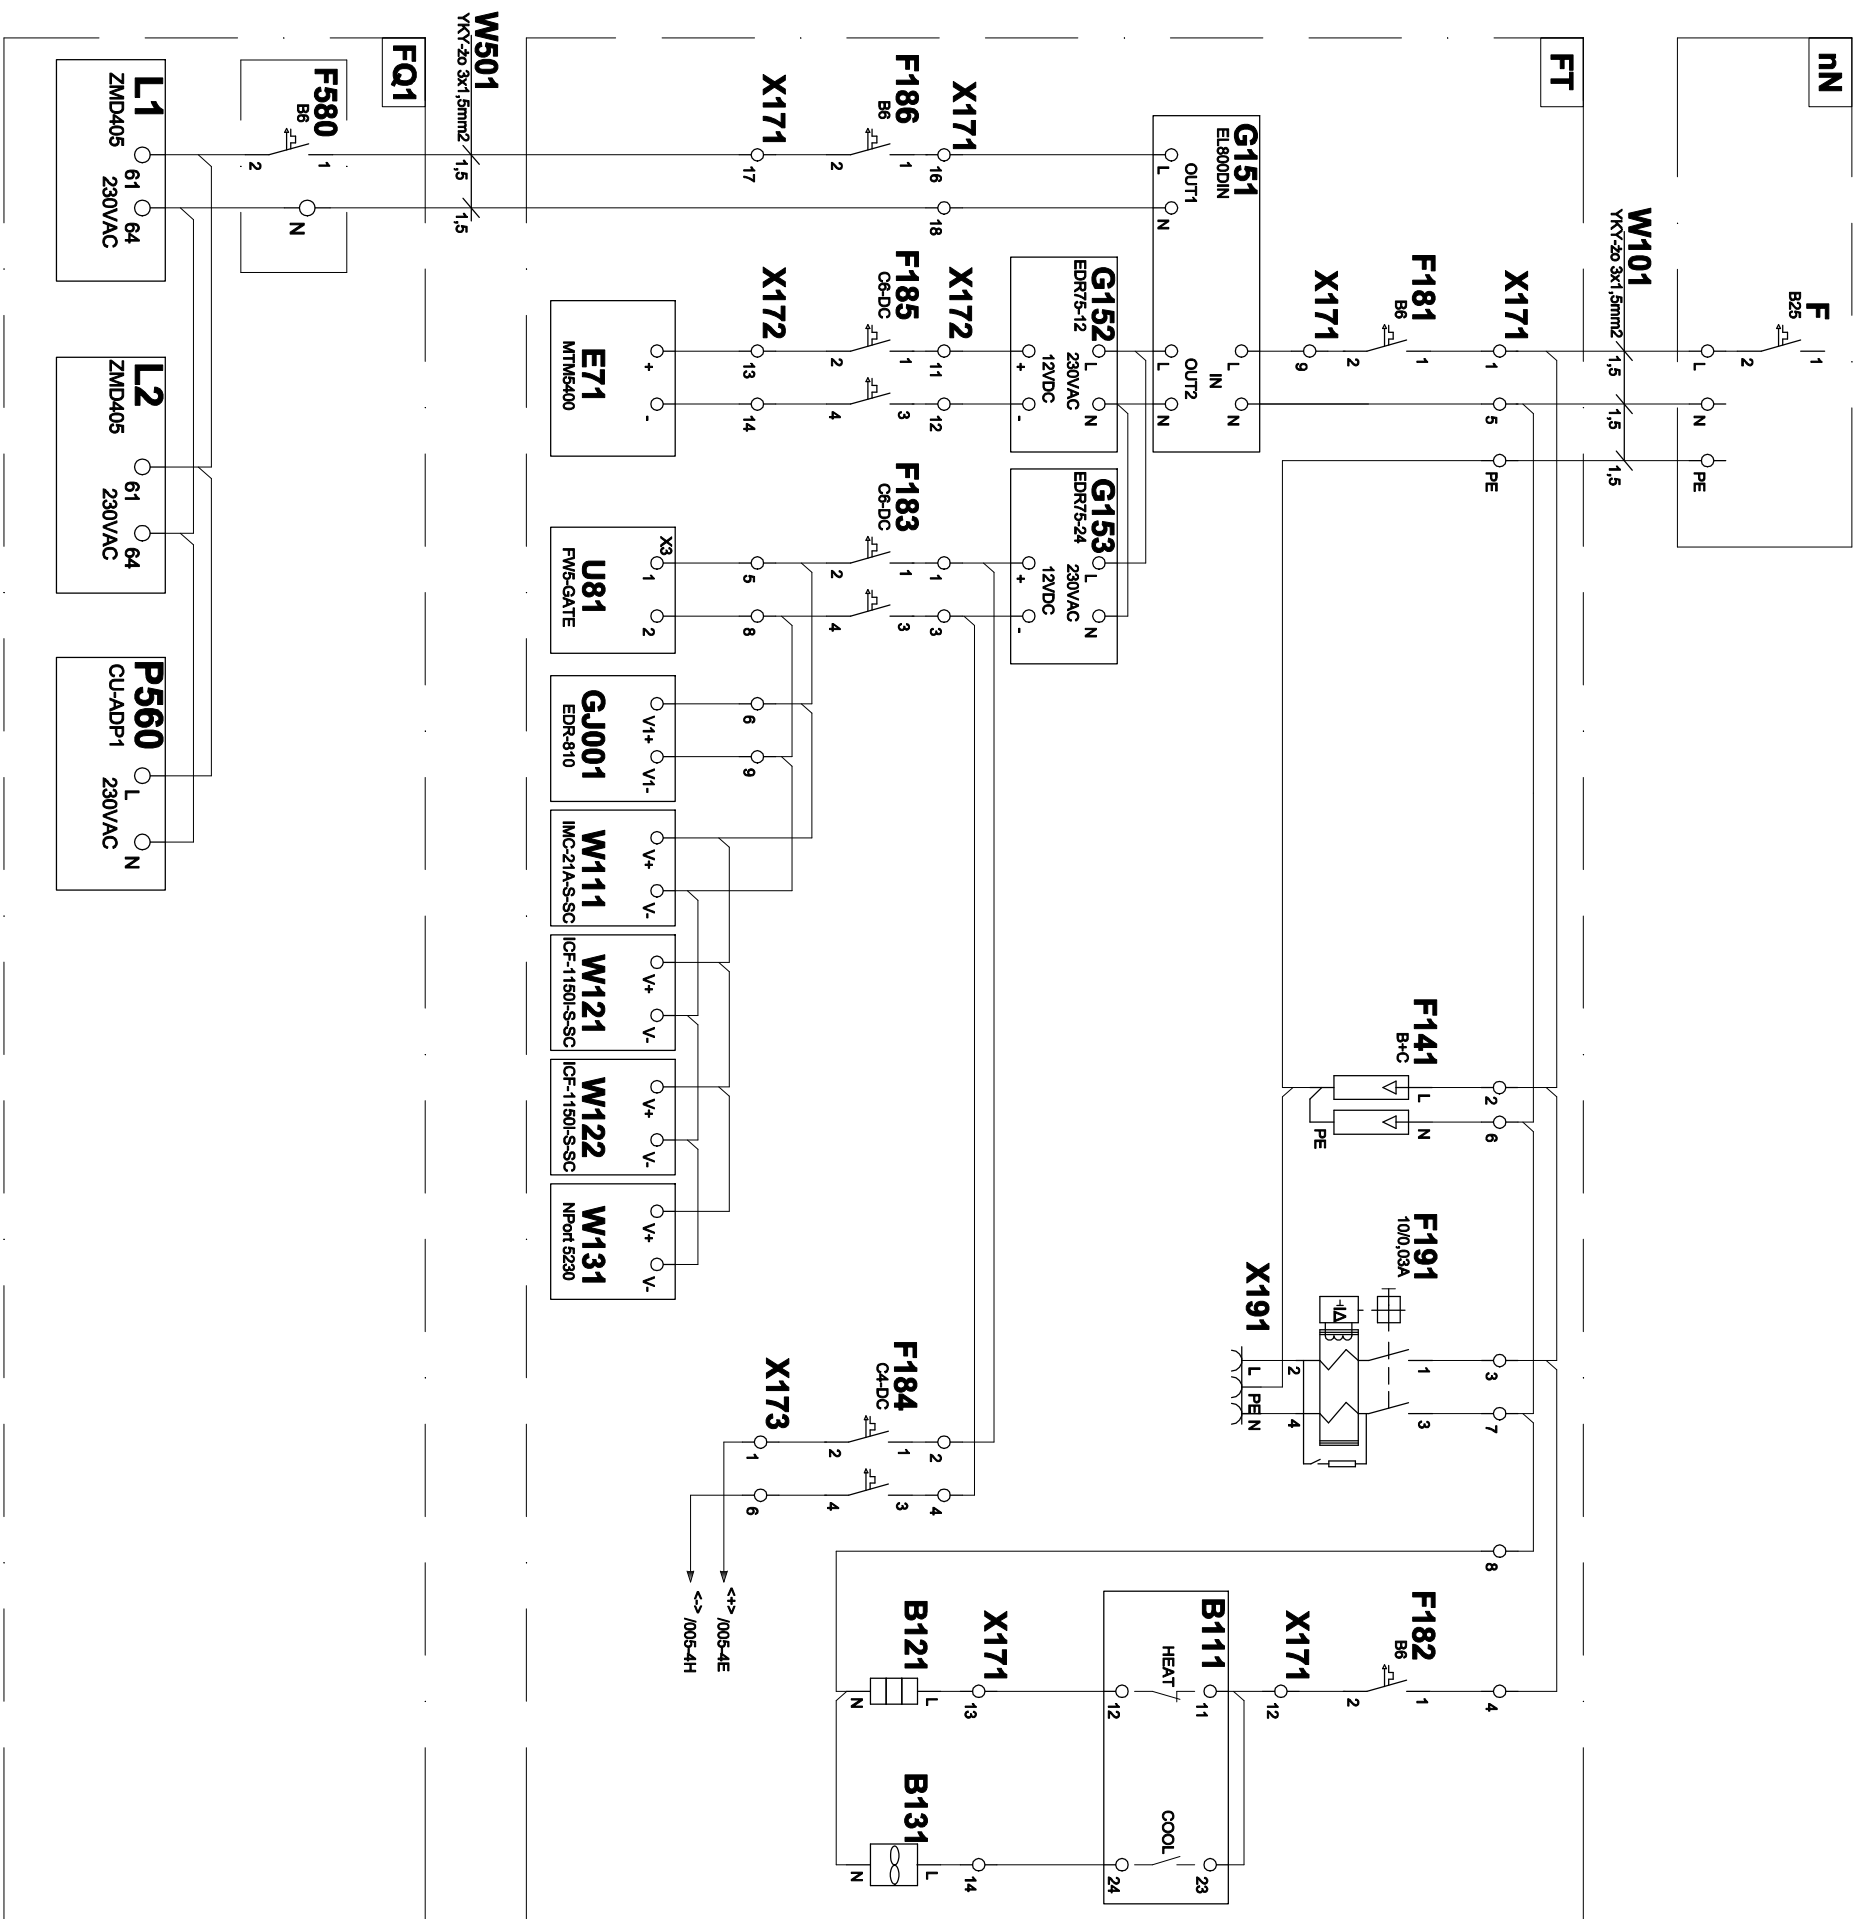 nN
F
B25
1
2
L
N
PE
W101
YKY-żo 3x1,5mm2
1,5
1,5
1,5
FT
X171
1
5
PE
2
6
3
7
8
4
F181
B6
1
2
F141
B+C
L
N
PE
F191
10/0,03A
1
3
ΔI
2
4
F182
B6
1
2
X171
9
X191
L
PE
N
X171
12
G151
EL800DIN
IN
L
N
OUT1
L
N
OUT2
L
N
B111
11
23
HEAT
COOL
12
24
G152
EDR75-12
L
N
230VAC
12VDC
+
-
G153
EDR75-24
L
N
230VAC
12VDC
+
-
X171
16
18
X172
11
12
1
3
2
4
X171
13
14
F186
B6
1
2
F185
C6-DC
1
3
2
4
F183
C6-DC
1
3
2
4
F184
C4-DC
1
3
2
4
B121
L
N
B131
L
N
X171
17
X172
13
14
5
8
6
9
X173
1
6
<+> /005-4E
<-> /005-4H
E71
MTM5400
+
-
U81
FW5-GATE
X3
1
2
GJ001
EDR-810
V1+
V1-
W111
IMC-21A-S-SC
V+
V-
W121
ICF-1150I-S-SC
V+
V-
W122
ICF-1150I-S-SC
V+
V-
W131
NPort 5230
V+
V-
W501
YKY-żo 3x1,5mm2
1,5
1,5
FQ1
F580
B6
1
2
N
L1
ZMD405
61
64
230VAC
L2
ZMD405
61
64
230VAC
P560
CU-ADP1
L
N
230VAC